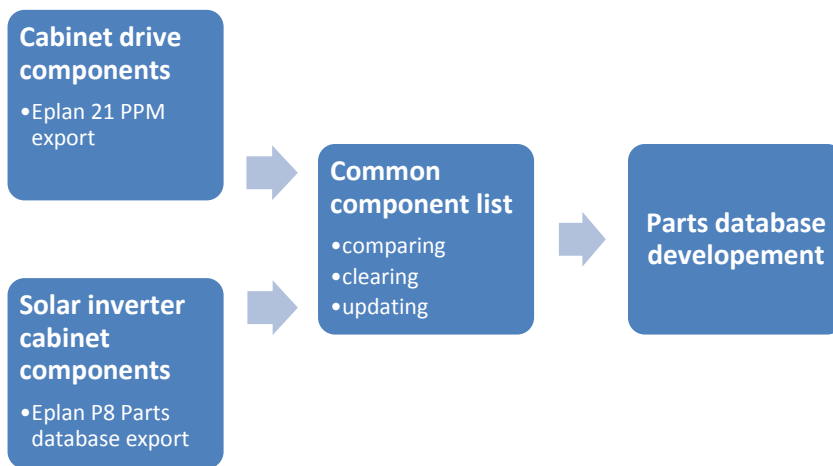 Cabinet drive
components
•Eplan 21 PPM
export
Solar inverter
cabinet
components
•Eplan P8 Parts
database export
Common
component list
•comparing
•clearing
•updating
Parts database
developement